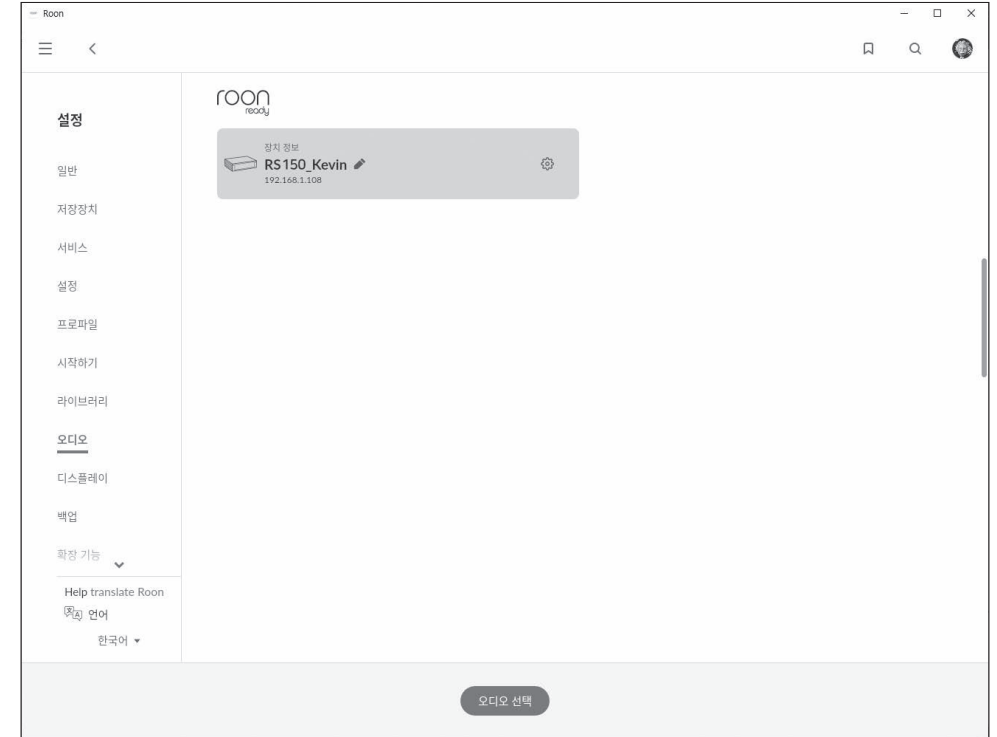 Roon
설정
일반
저장장치
서비스
설정
프로파일
시작하기
라이브러리
오디오
디스플레이
백업
확장 기능
Help translate Roon
언어
한국어
roon
ready
장치 정보
RS150_Kevin
192.168.1.108
오디오 선택